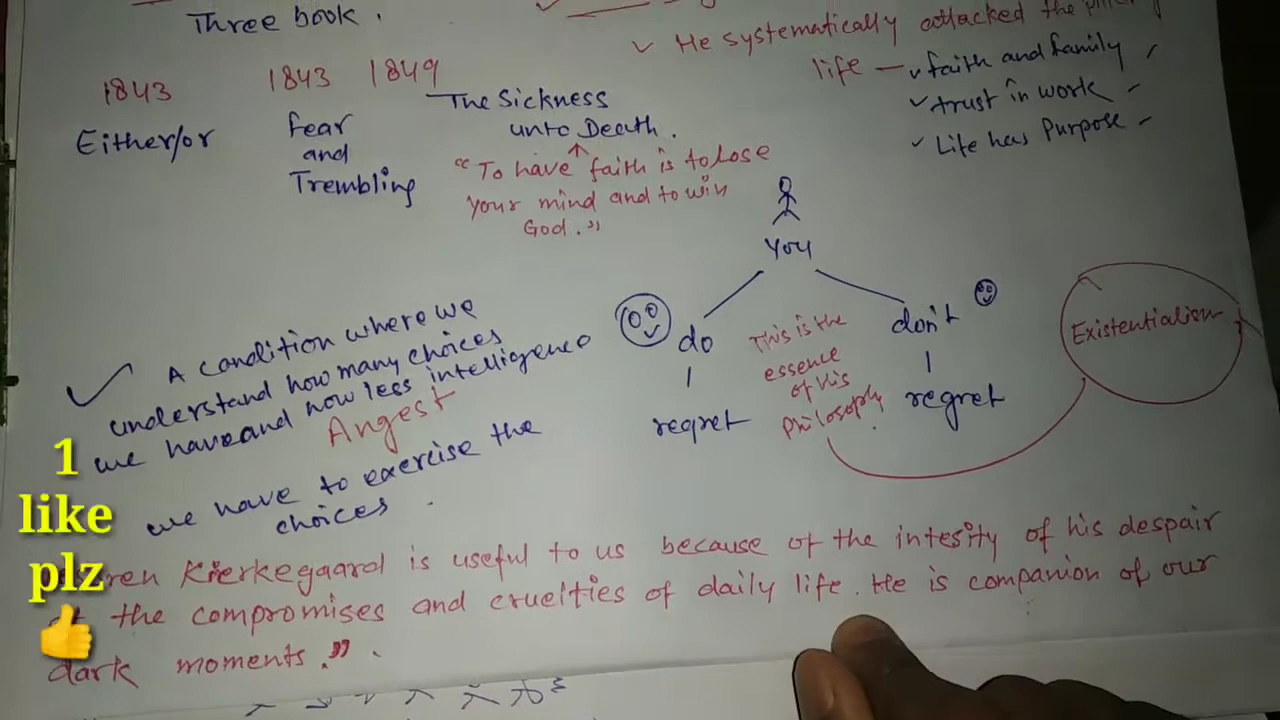 Three book.
He systematically attacked the
life - faith and family
trust in work
Life has Purpose
1843
1843
1849
Either/or
Fear
and
Trembling
The Sickness
unto Death.
"To have faith is to Lose
your mind and to win
God."
You
do
don't
regret
regret
This is the
essence
of his
Philosophy
Existentialism
A condition where we
understand how many choices
we have and how less intelligence
Angest
we have to exercise the
choices.
Kierkegaard is useful to us because of the intesity of his despair
the compromises and cruelties of daily life. He is companion of our
dark moments."
1
like
plz